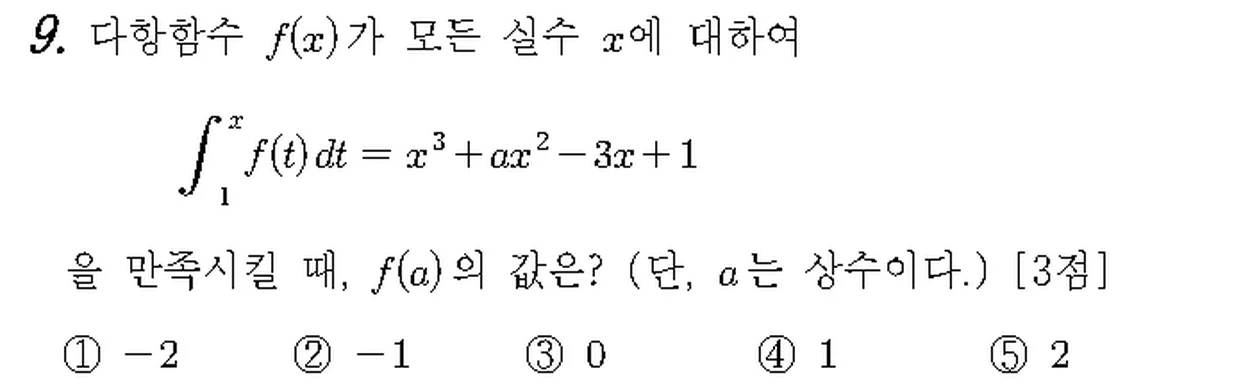 9. 다항함수 f(x)가 모든 실수 x에 대하여
∫₁ˣ f(t)dt = x³+ax²−3x+1
을 만족시킬 때, f(a)의 값은? (단, a는 상수이다.) [3점]
① −2 ② −1 ③ 0 ④ 1 ⑤ 2